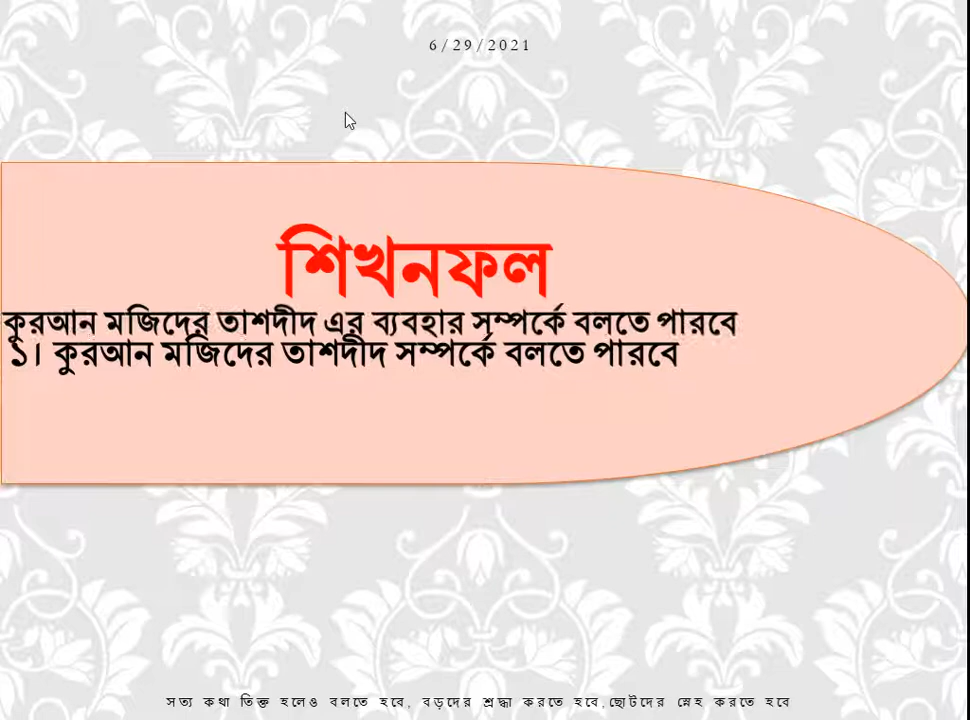 6/29/2021
শিখনফল
কুরআন মজিদের তাশদীদ এর ব্যবহার সম্পর্কে বলতে পারবে
১। কুরআন মজিদের তাশদীদ সম্পর্কে বলতে পারবে
সত্য কথা তিক্ত হলেও বলতে হবে, বড়দের শ্রদ্ধা করতে হবে,ছোটদের স্নেহ করতে হবে